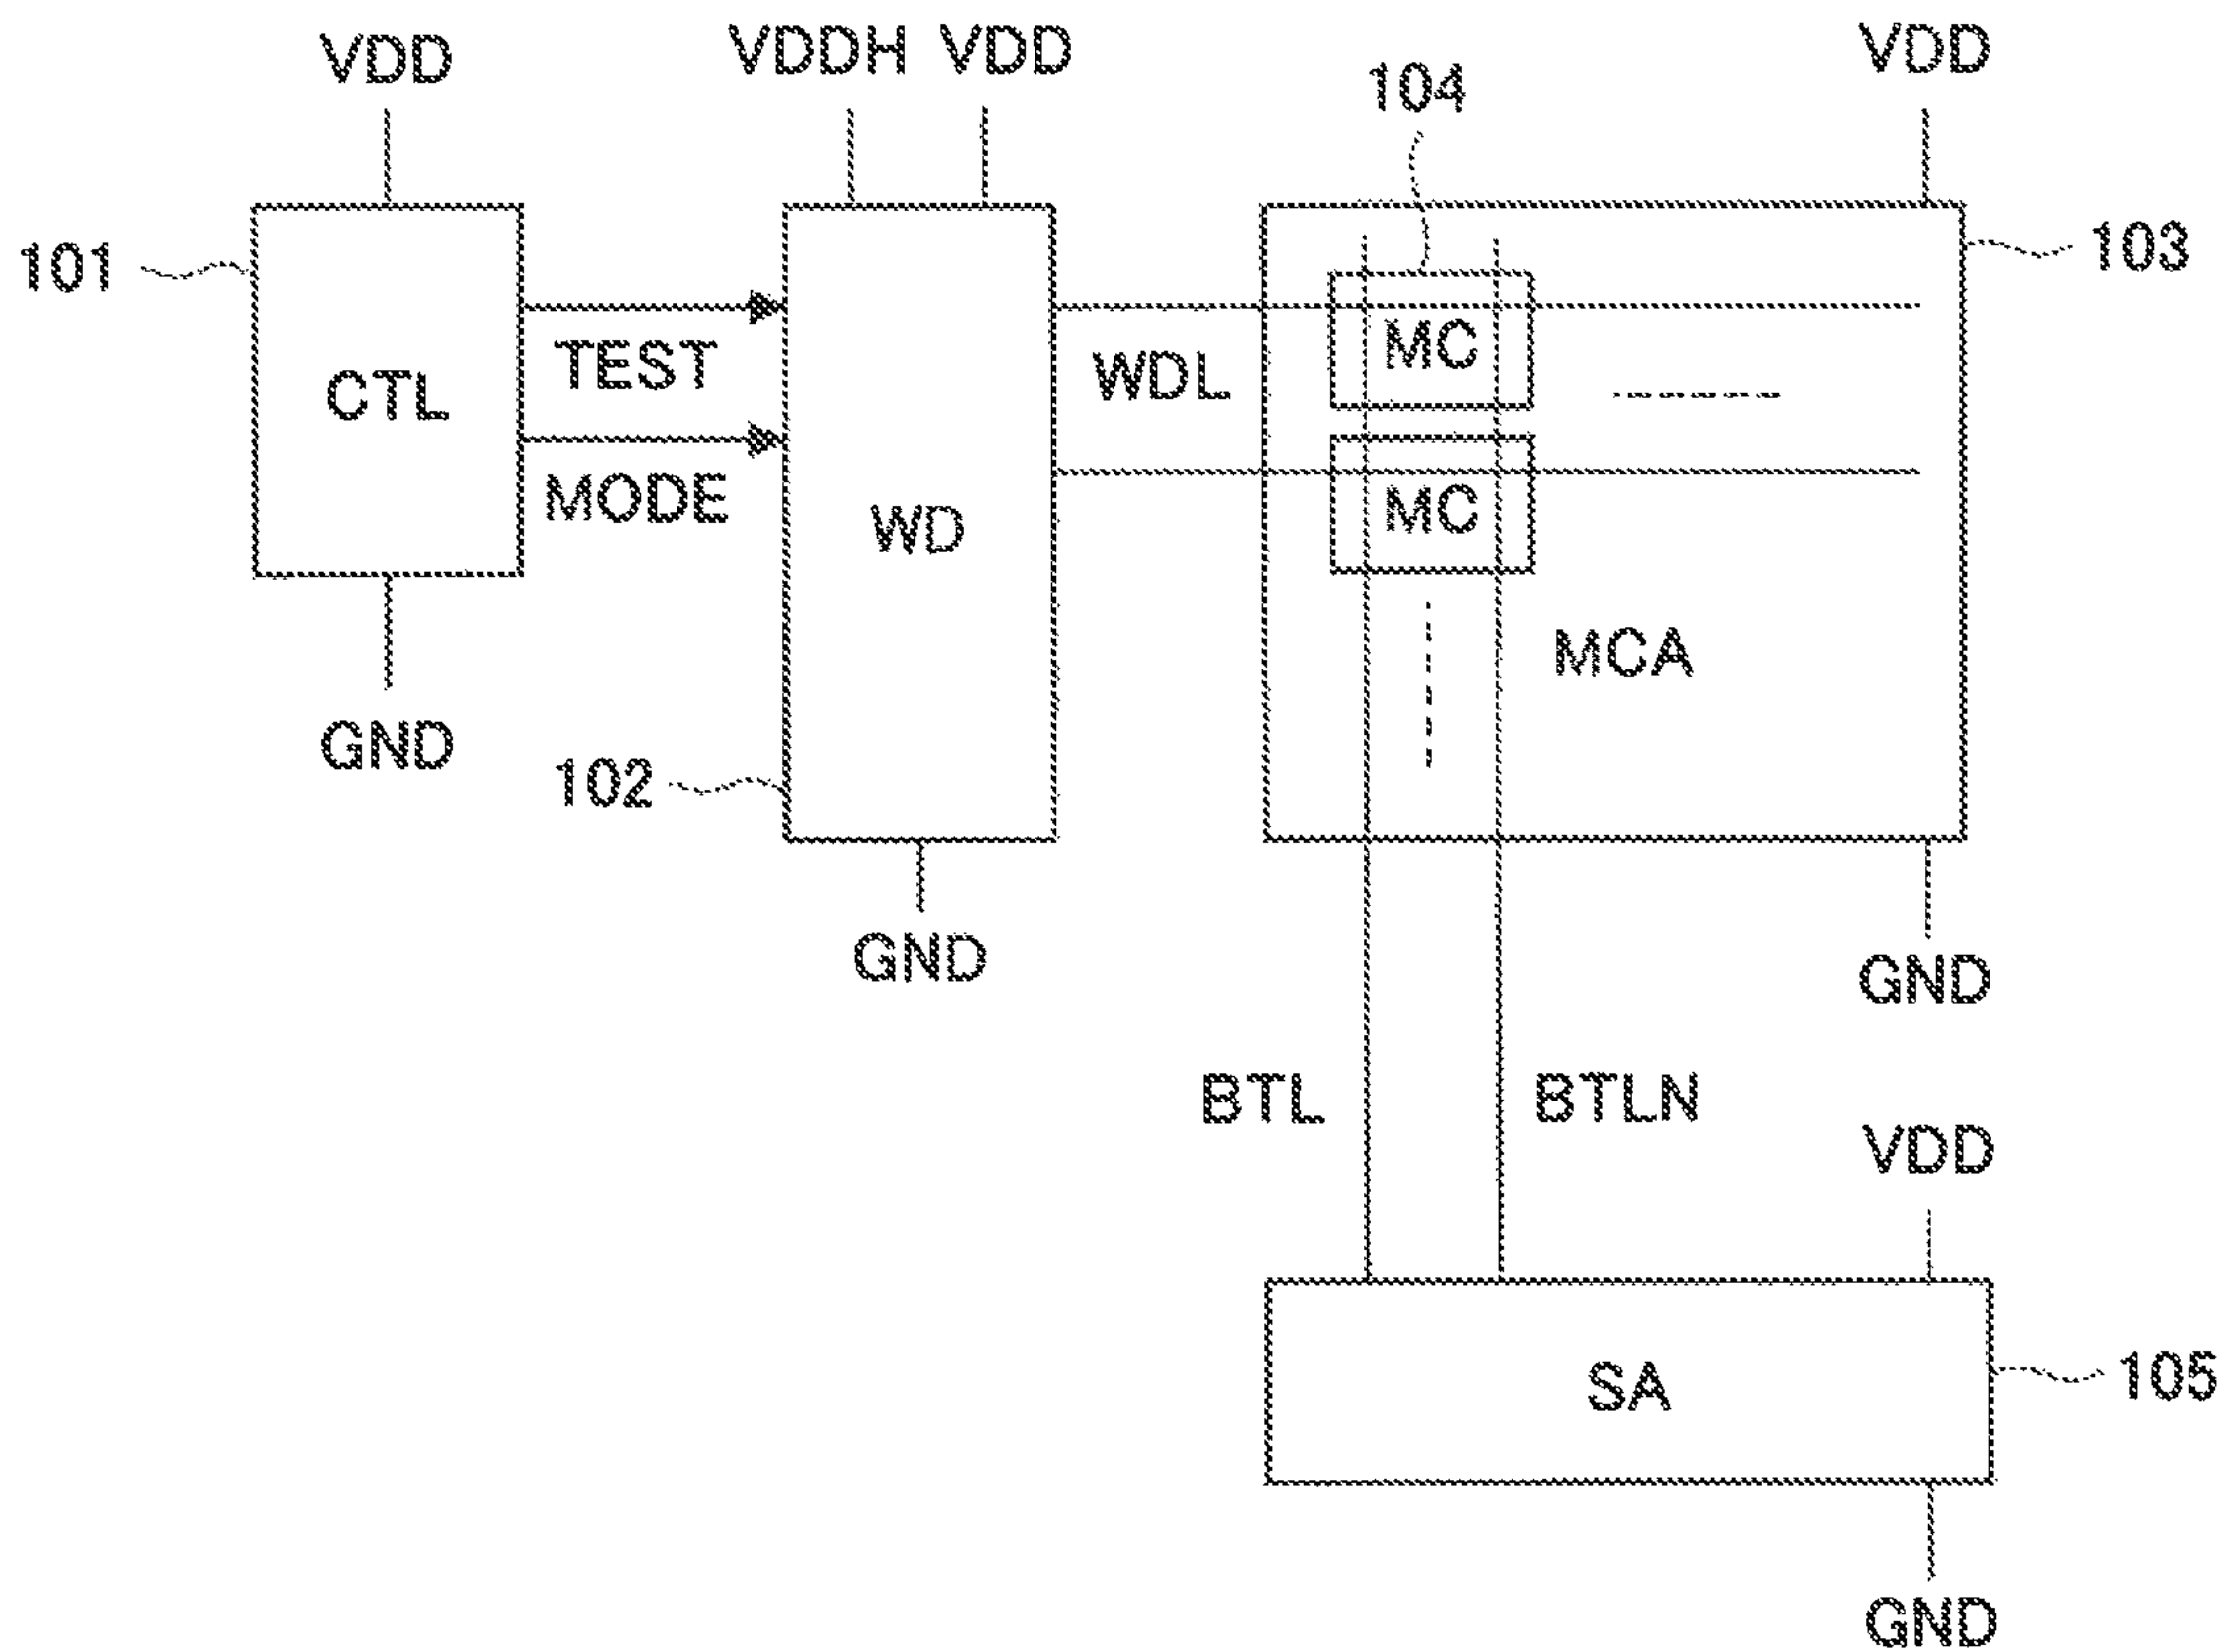 VDD
VDDH
VDD
VDD
104
101
103
CTL
TEST
MODE
WD
WDL
MC
MC
MCA
GND
102
GND
GND
BTL
BTLN
VDD
SA
105
GND